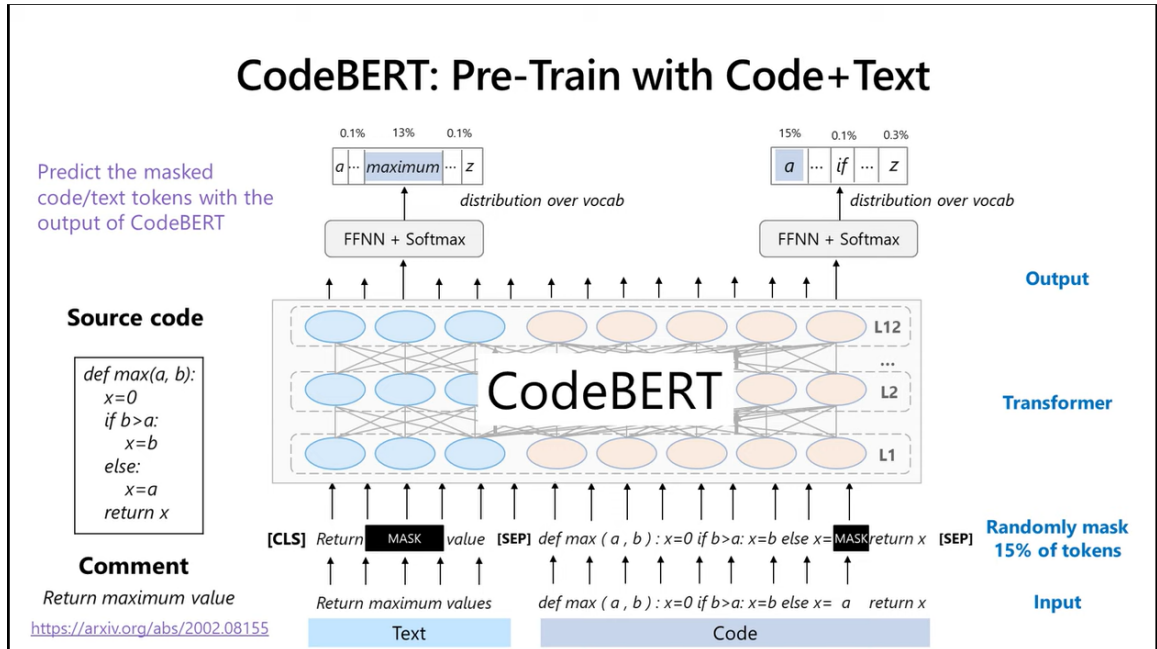 CodeBERT: Pre-Train with Code+Text
0.1% 13% 0.1%
a ... maximum ... z
15% 0.1% 0.3%
a ... if ... z
Predict the masked
code/text tokens with the
output of CodeBERT
distribution over vocab
distribution over vocab
FFNN + Softmax
FFNN + Softmax
Output
Source code
def max(a, b):
x=0
if b>a:
x=b
else:
x=a
return x
L12
...
CodeBERT
L2
L1
Transformer
[CLS] Return MASK value [SEP] def max ( a , b ) : x=0 if b>a: x=b else x= MASK return x [SEP]
Randomly mask
15% of tokens
Comment
Return maximum value
https://arxiv.org/abs/2002.08155
Return maximum values
def max ( a , b ) : x=0 if b>a: x=b else x= a return x
Input
Text
Code